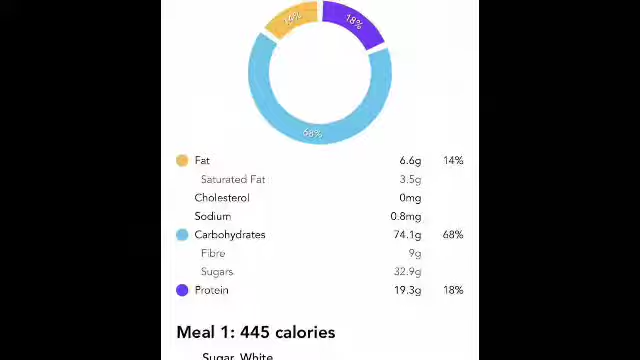 14%
18%
68%
Fat 6.6g 14%
Saturated Fat 3.5g
Cholesterol 0mg
Sodium 0.8mg
Carbohydrates 74.1g 68%
Fibre 9g
Sugars 32.9g
Protein 19.3g 18%
Meal 1: 445 calories
Sugar, White